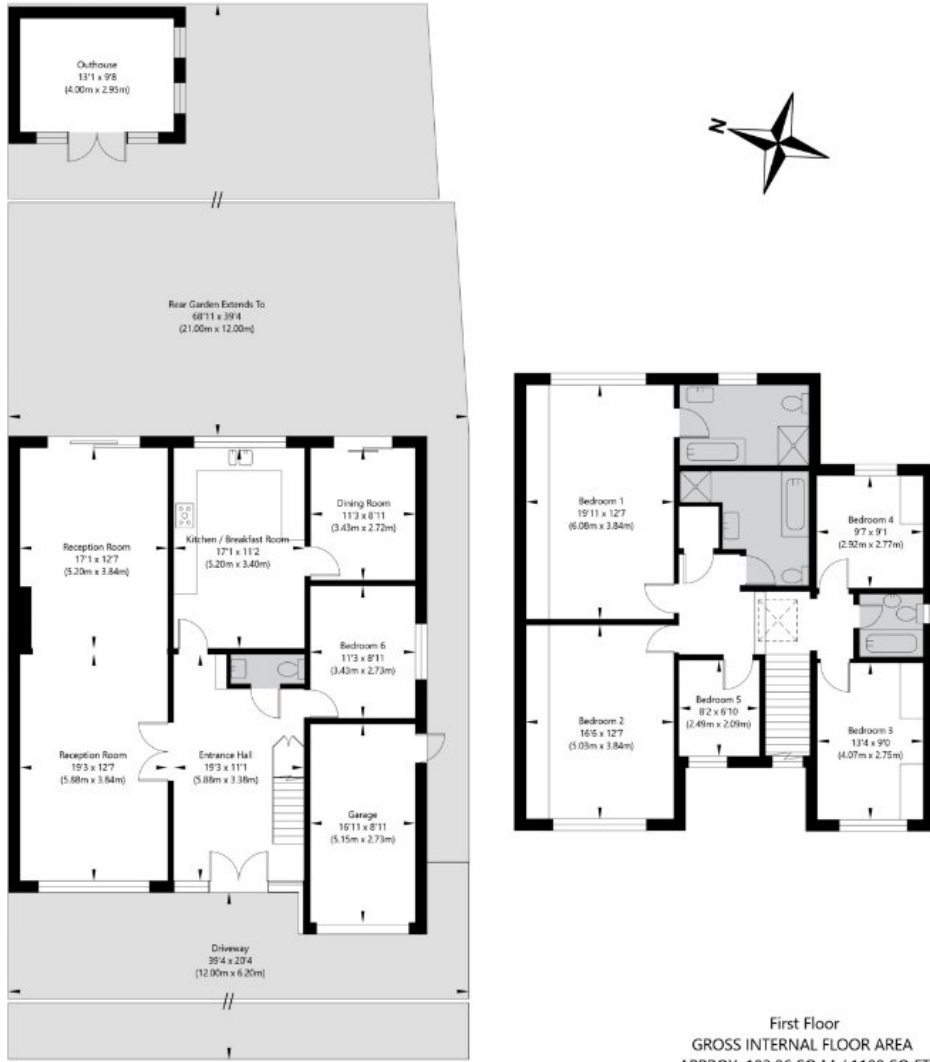 Outhouse
13'1 x 9'8
(4.00m x 2.95m)
N
Rear Garden Extends To
68'11 x 39'4
(21.00m x 12.00m)
Reception Room
17'1 x 12'7
(5.20m x 3.84m)
Kitchen / Breakfast Room
17'1 x 11'2
(5.20m x 3.40m)
Dining Room
11'3 x 8'11
(3.43m x 2.72m)
Bedroom 6
11'3 x 8'11
(3.43m x 2.73m)
Reception Room
19'3 x 12'7
(5.88m x 3.84m)
Entrance Hall
19'3 x 11'1
(5.88m x 3.38m)
Garage
16'11 x 8'11
(5.15m x 2.73m)
Driveway
39'4 x 20'4
(12.00m x 6.20m)
Bedroom 1
19'11 x 12'7
(6.08m x 3.84m)
Bedroom 4
9'7 x 9'1
(2.92m x 2.77m)
Bedroom 2
16'6 x 12'7
(5.03m x 3.84m)
Bedroom 5
8'2 x 6'10
(2.49m x 2.09m)
Bedroom 3
13'4 x 9'0
(4.07m x 2.75m)
First Floor
GROSS INTERNAL FLOOR AREA
APPROX.